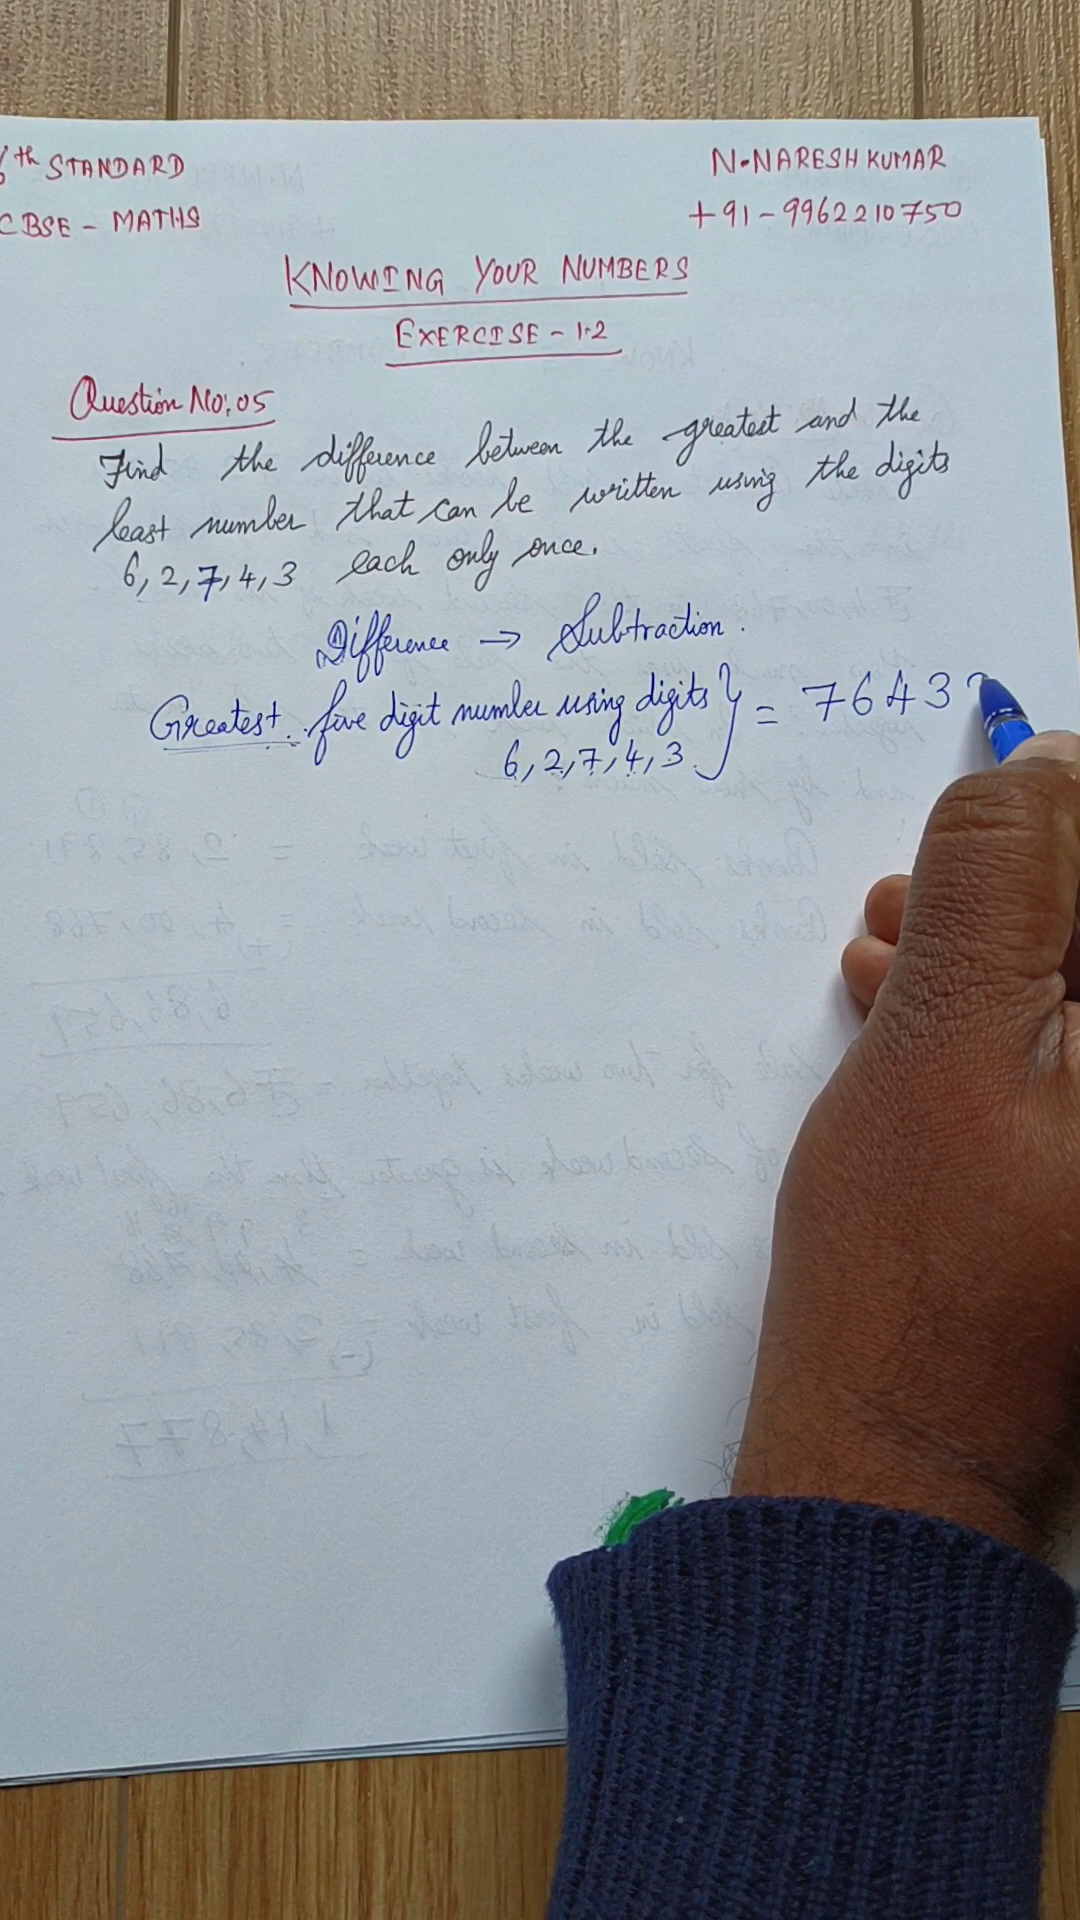 6th STANDARD
N. NARESH KUMAR
CBSE - MATHS
+91-9962210750
KNOWING YOUR NUMBERS
EXERCISE - 1.2
Question No: 05
Find the difference between the greatest and the
least number that can be written using the digits
6, 2, 7, 4, 3 each only once.
Difference → Subtraction.
Greatest five digit number using digits } = 7643
6, 2, 7, 4, 3.